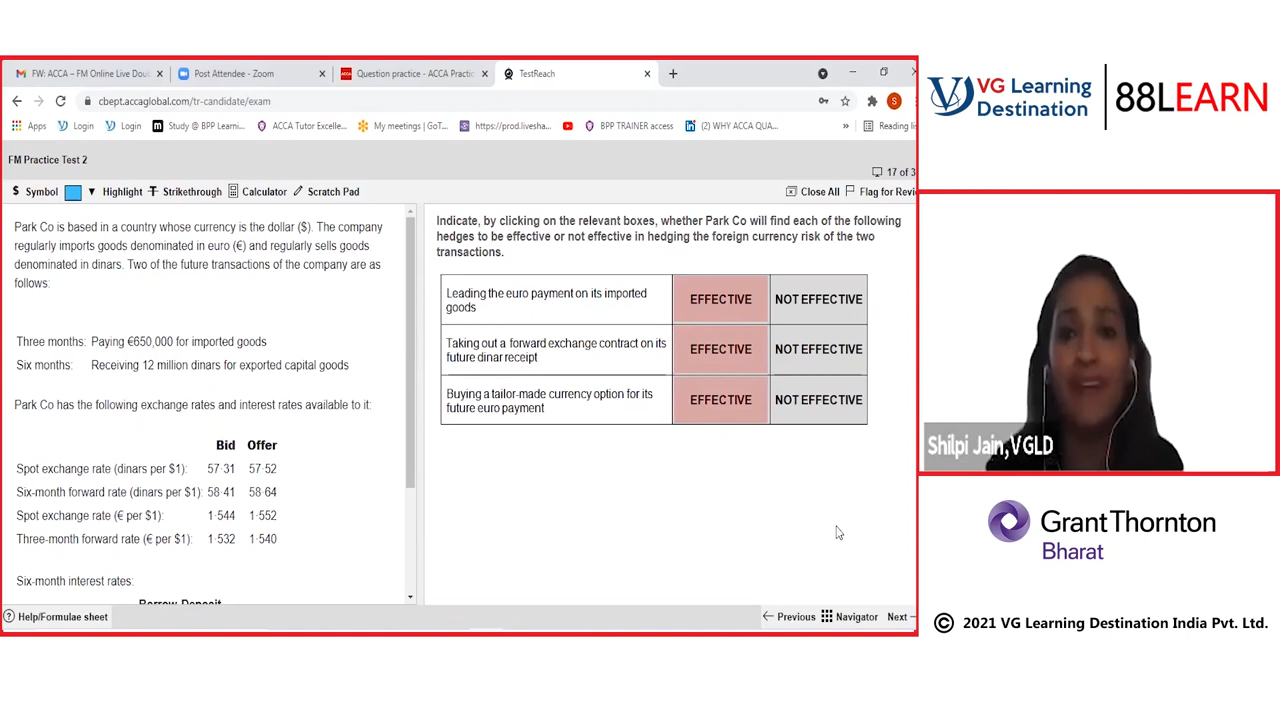 FW: ACCA – FM Online Live Dou
Post Attendee - Zoom
Question practice - ACCA Practic
TestReach
cbept.accaglobal.com/tr-candidate/exam
S
Apps
Login
Login
Study @ BPP Learni...
ACCA Tutor Excelle...
My meetings | GoT...
https://prod.livesha...
BPP TRAINER access
(2) WHY ACCA QUA...
»
Reading lis
FM Practice Test 2
17 of 3
$ Symbol
Highlight
Strikethrough
Calculator
Scratch Pad
Close All
Flag for Revie
Park Co is based in a country whose currency is the dollar ($). The company
regularly imports goods denominated in euro (€) and regularly sells goods
denominated in dinars. Two of the future transactions of the company are as
follows:
Three months: Paying €650,000 for imported goods
Six months: Receiving 12 million dinars for exported capital goods
Park Co has the following exchange rates and interest rates available to it:
Bid Offer
Spot exchange rate (dinars per $1): 57·31 57·52
Six-month forward rate (dinars per $1): 58·41 58·64
Spot exchange rate (€ per $1): 1·544 1·552
Three-month forward rate (€ per $1): 1·532 1·540
Six-month interest rates:
Borrow Deposit
Indicate, by clicking on the relevant boxes, whether Park Co will find each of the following
hedges to be effective or not effective in hedging the foreign currency risk of the two
transactions.
Leading the euro payment on its imported
goods
EFFECTIVE
NOT EFFECTIVE
Taking out a forward exchange contract on its
future dinar receipt
EFFECTIVE
NOT EFFECTIVE
Buying a tailor-made currency option for its
future euro payment
EFFECTIVE
NOT EFFECTIVE
Help/Formulae sheet
Previous
Navigator
Next
VG Learning
Destination
88LEARN
Shilpi Jain,VGLD
Grant Thornton
Bharat
© 2021 VG Learning Destination India Pvt. Ltd.